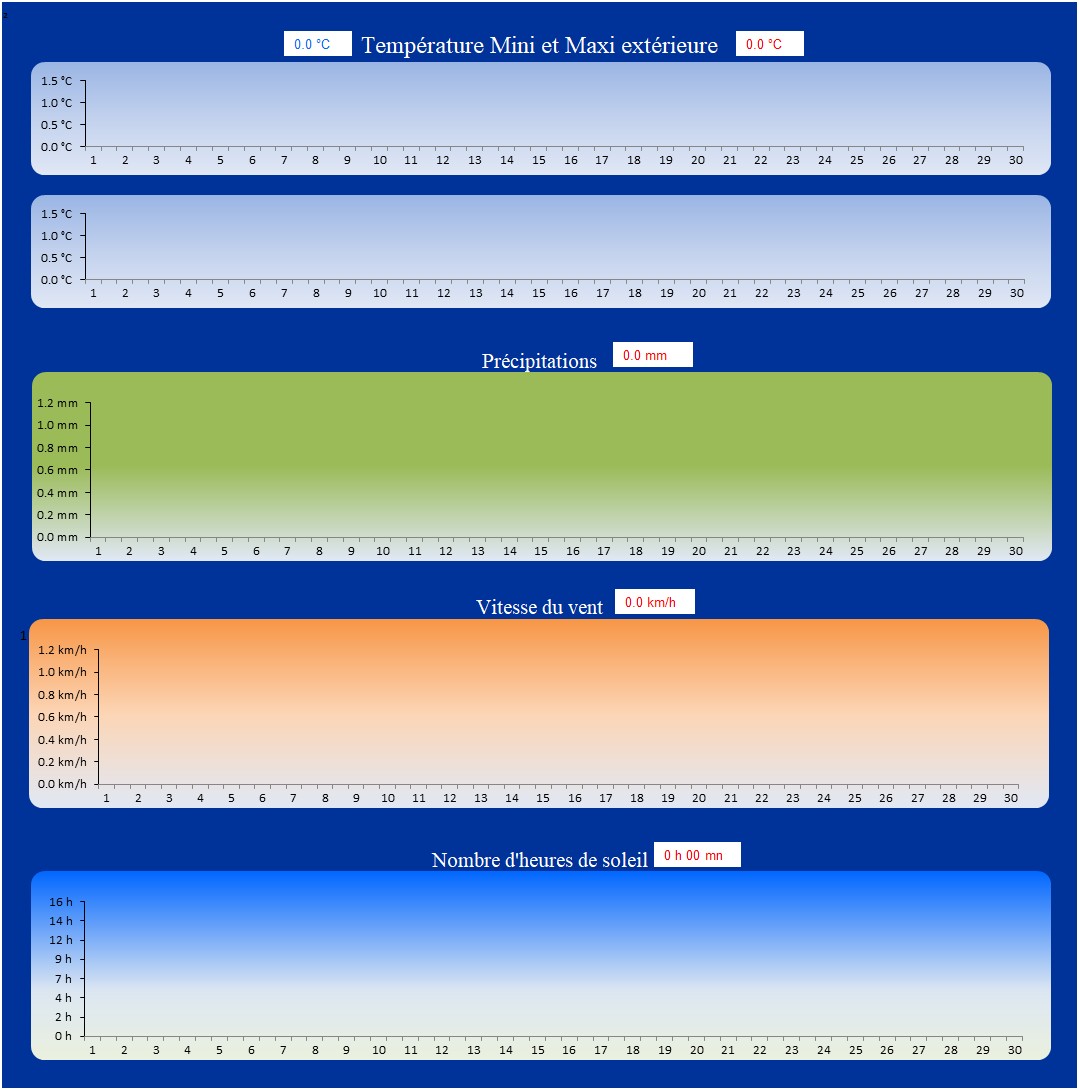 0.0 °C Température Mini et Maxi extérieure 0.0 °C
1.5 °C
1.0 °C
0.5 °C
0.0 °C
1 2 3 4 5 6 7 8 9 10 11 12 13 14 15 16 17 18 19 20 21 22 23 24 25 26 27 28 29 30
1.5 °C
1.0 °C
0.5 °C
0.0 °C
1 2 3 4 5 6 7 8 9 10 11 12 13 14 15 16 17 18 19 20 21 22 23 24 25 26 27 28 29 30
Précipitations 0.0 mm
1.2 mm
1.0 mm
0.8 mm
0.6 mm
0.4 mm
0.2 mm
0.0 mm
1 2 3 4 5 6 7 8 9 10 11 12 13 14 15 16 17 18 19 20 21 22 23 24 25 26 27 28 29 30
Vitesse du vent 0.0 km/h
1
1.2 km/h
1.0 km/h
0.8 km/h
0.6 km/h
0.4 km/h
0.2 km/h
0.0 km/h
1 2 3 4 5 6 7 8 9 10 11 12 13 14 15 16 17 18 19 20 21 22 23 24 25 26 27 28 29 30
Nombre d'heures de soleil 0 h 00 mn
16 h
14 h
12 h
9 h
7 h
4 h
2 h
0 h
1 2 3 4 5 6 7 8 9 10 11 12 13 14 15 16 17 18 19 20 21 22 23 24 25 26 27 28 29 30